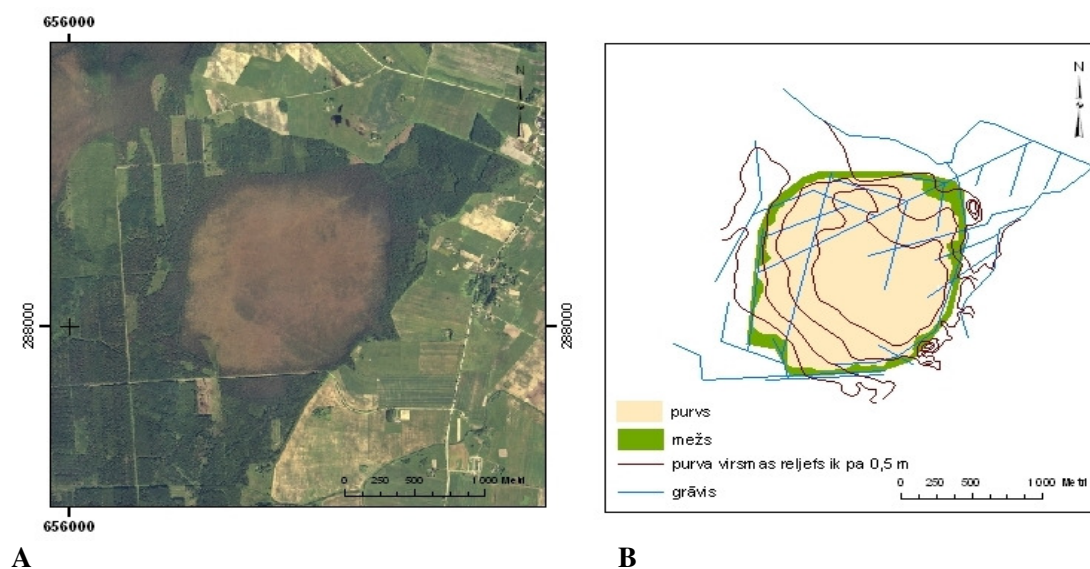 656000
N
288000
288000
0 250 500 1 000 Metri
656000
A
N
purvs
mežs
purva virsmas reljefs ik pa 0,5 m
grāvis
0 250 500 1 000 Metri
B